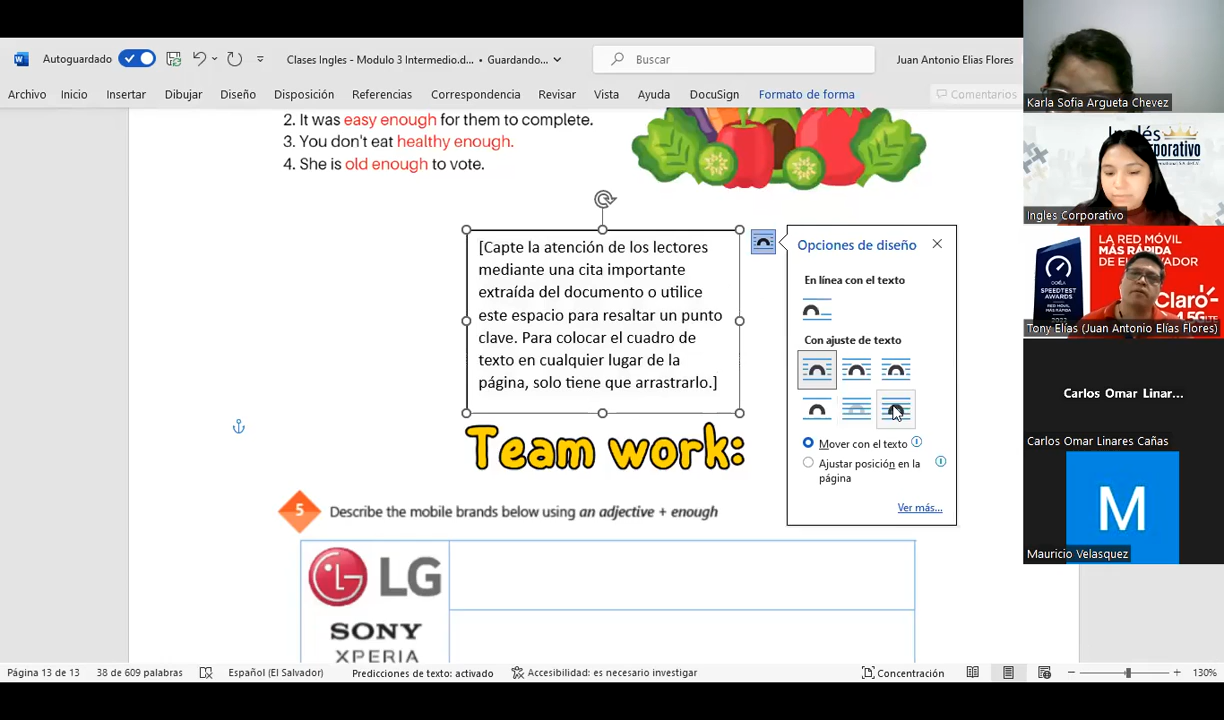 Autoguardado
Clases Ingles - Modulo 3 Intermedio.d... • Guardando...
Buscar
Juan Antonio Elias Flores
Archivo Inicio Insertar Dibujar Diseño Disposición Referencias Correspondencia Revisar Vista Ayuda DocuSign Formato de forma Comentarios
2. It was easy enough for them to complete.
3. You don't eat healthy enough.
4. She is old enough to vote.
[Capte la atención de los lectores
mediante una cita importante
extraída del documento o utilice
este espacio para resaltar un punto
clave. Para colocar el cuadro de
texto en cualquier lugar de la
página, solo tiene que arrastrarlo.]
Opciones de diseño
En línea con el texto
Con ajuste de texto
Mover con el texto
Ajustar posición en la
página
Ver más...
Team work:
5 Describe the mobile brands below using an adjective + enough
LG
SONY
XPERIA
Página 13 de 13 38 de 609 palabras Español (El Salvador) Predicciones de texto: activado Accesibilidad: es necesario investigar Concentración 130%
Karla Sofia Argueta Chevez
Inglés
Corporativo
Ingles Corporativo
SPEEDTEST
AWARDS
LA RED MÓVIL
MÁS RÁPIDA
DE EL SALVADOR
Claro
4.5G
Tony Elías (Juan Antonio Elías Flores)
Carlos Omar Linar...
Carlos Omar Linares Cañas
M
Mauricio Velasquez